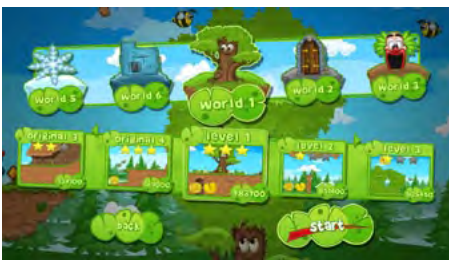 world 5
world 6
world 1
world 2
world 3
original 3
original 4
level 1
level 2
level 3
back
start